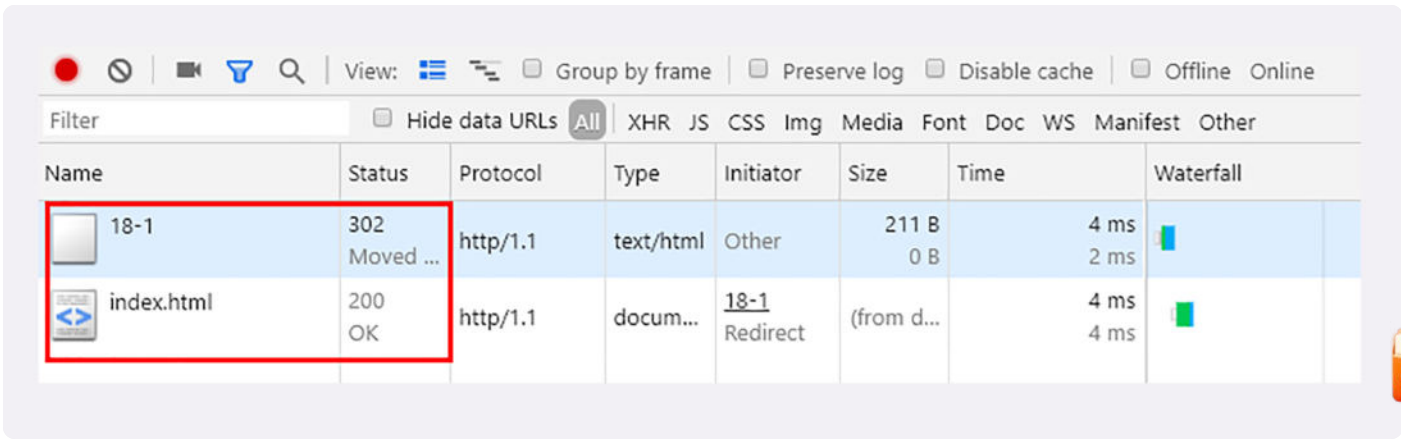 View: Group by frame Preserve log Disable cache Offline Online
Filter Hide data URLs All XHR JS CSS Img Media Font Doc WS Manifest Other
Name Status Protocol Type Initiator Size Time Waterfall
18-1 302 Moved ... http/1.1 text/html Other 211 B 0 B 4 ms 2 ms
index.html 200 OK http/1.1 docum... 18-1 Redirect (from d... 4 ms 4 ms